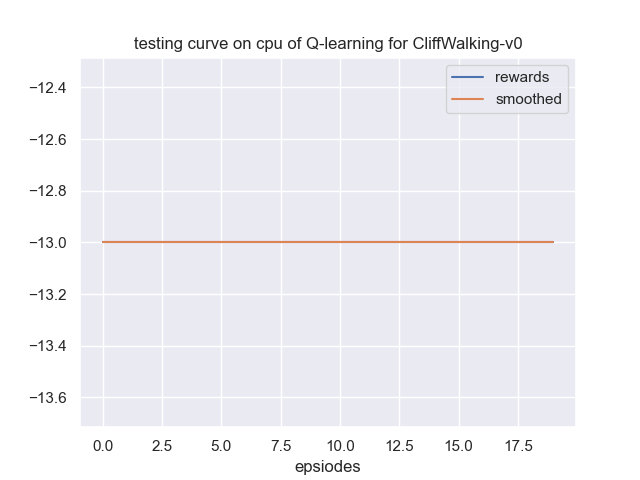 testing curve on cpu of Q-learning for CliffWalking-v0
rewards
smoothed
−12.4
−12.6
−12.8
−13.0
−13.2
−13.4
−13.6
0.0 2.5 5.0 7.5 10.0 12.5 15.0 17.5
epsiodes